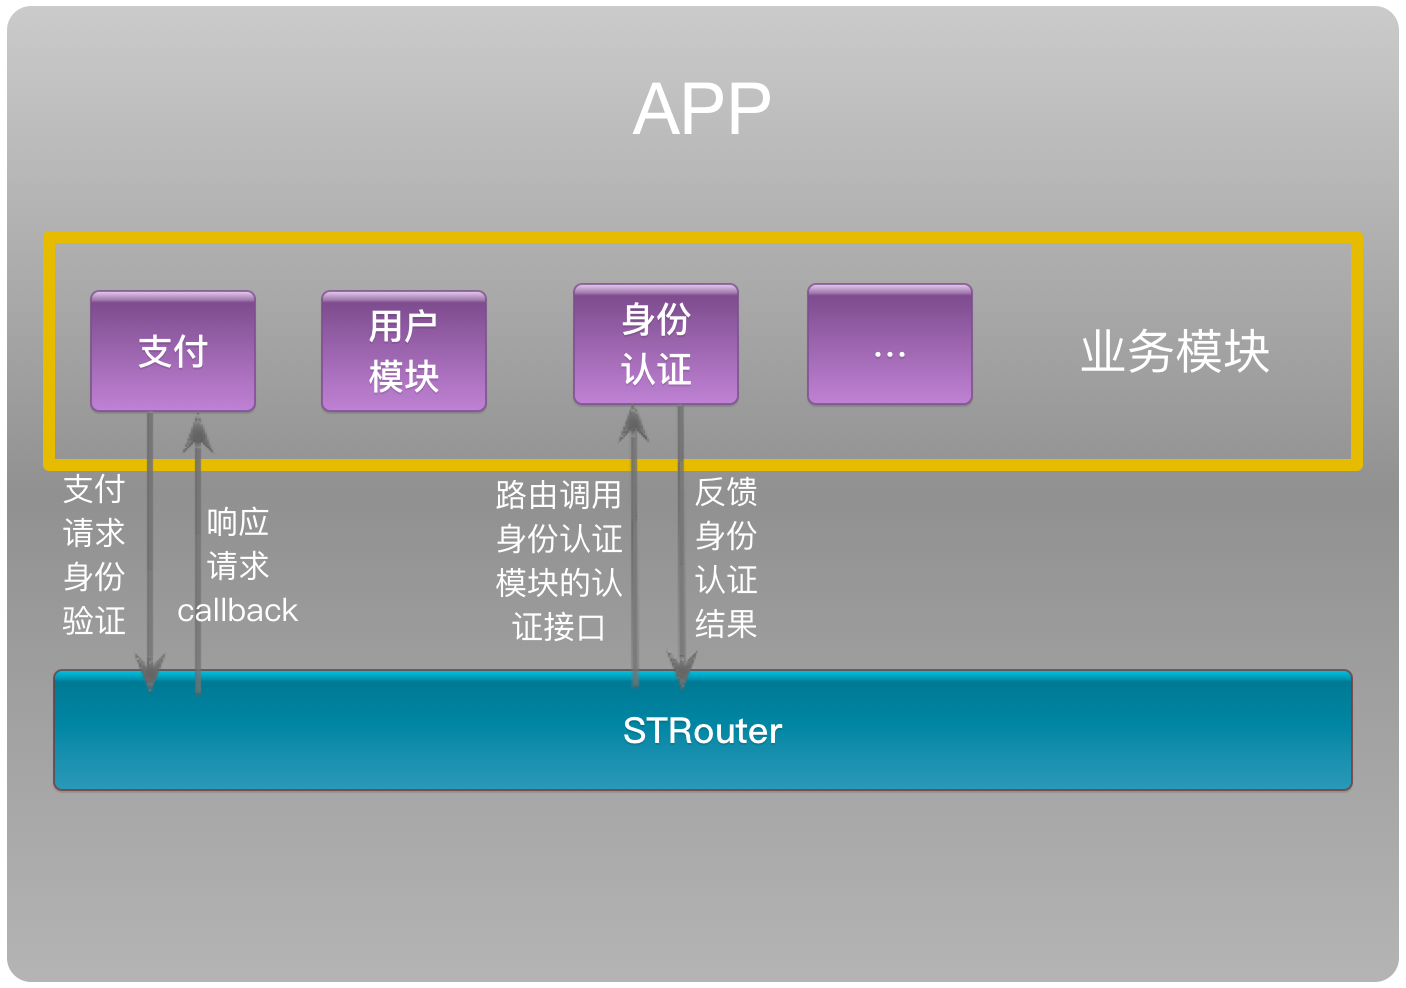 APP
支付
用户
模块
身份
认证
...
业务模块
支付
请求
身份
验证
响应
请求
callback
路由调用
身份认证
模块的认
证接口
反馈
身份
认证
结果
STRouter